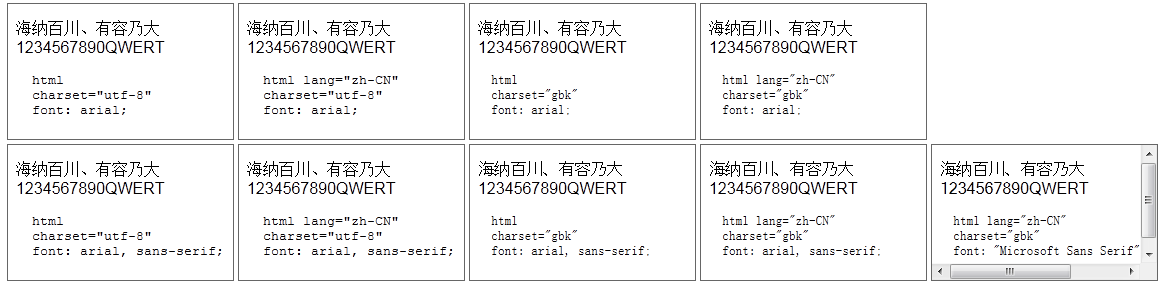 海纳百川、有容乃大
1234567890QWERT
html
charset="utf-8"
font: arial;
海纳百川、有容乃大
1234567890QWERT
html lang="zh-CN"
charset="utf-8"
font: arial;
海纳百川、有容乃大
1234567890QWERT
html
charset="gbk"
font: arial;
海纳百川、有容乃大
1234567890QWERT
html lang="zh-CN"
charset="gbk"
font: arial;
海纳百川、有容乃大
1234567890QWERT
html
charset="utf-8"
font: arial, sans-serif;
海纳百川、有容乃大
1234567890QWERT
html lang="zh-CN"
charset="utf-8"
font: arial, sans-serif;
海纳百川、有容乃大
1234567890QWERT
html
charset="gbk"
font: arial, sans-serif;
海纳百川、有容乃大
1234567890QWERT
html lang="zh-CN"
charset="gbk"
font: arial, sans-serif;
海纳百川、有容乃大
1234567890QWERT
html lang="zh-CN"
charset="gbk"
font: "Microsoft Sans Serif"